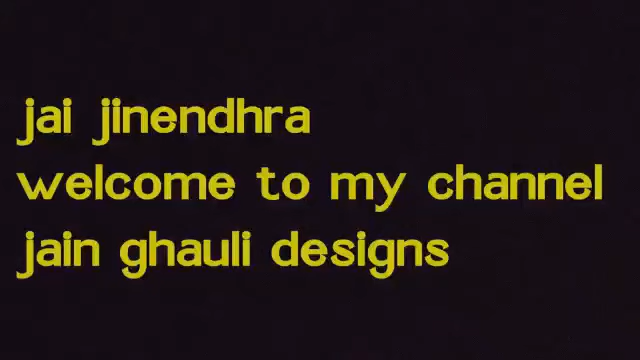 jai jinendhra
welcome to my channel
jain ghauli designs